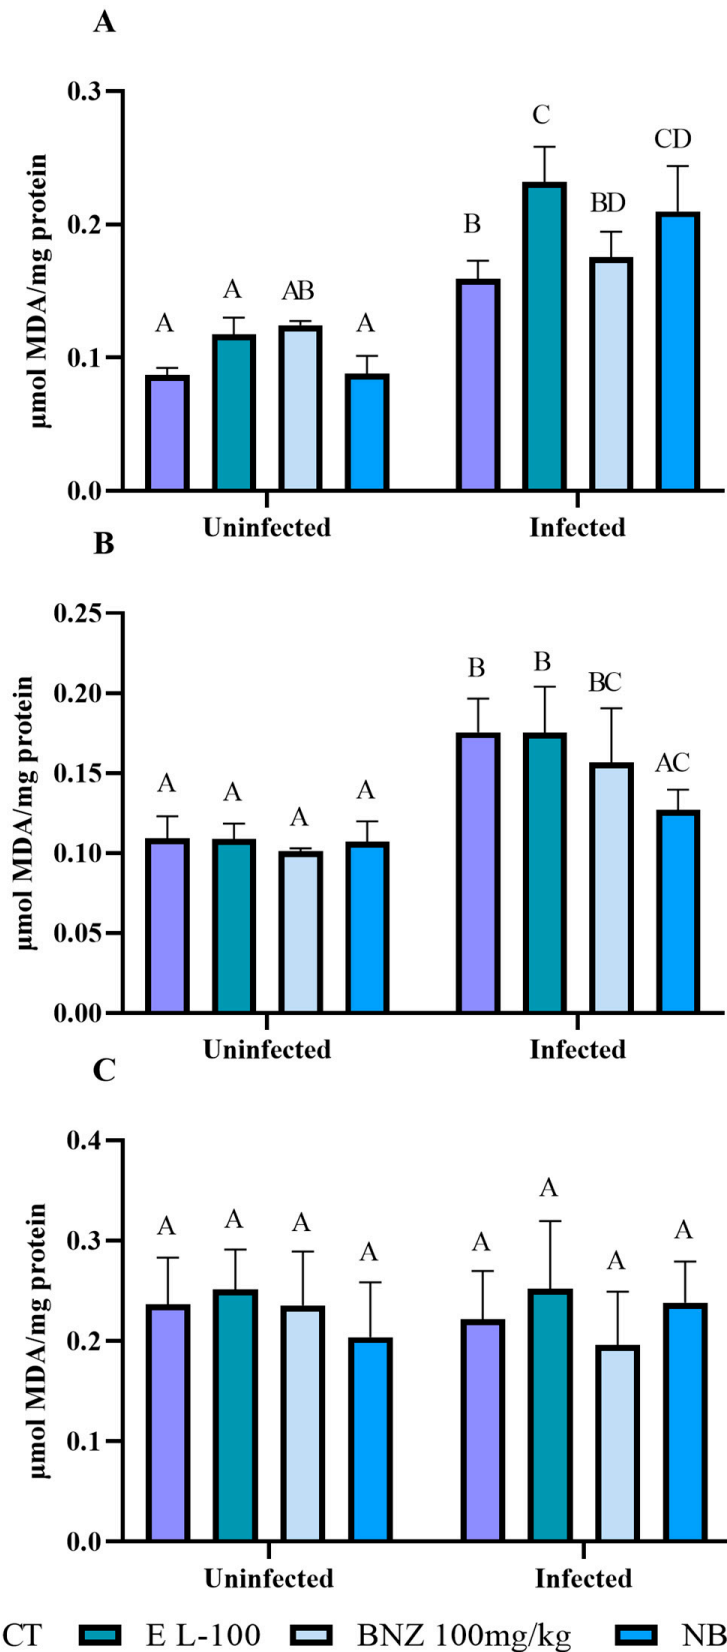 A
µmol MDA/mg protein
0.3
0.2
0.1
0.0
A
A
AB
A
B
C
BD
CD
Uninfected
Infected
B
µmol MDA/mg protein
0.25
0.20
0.15
0.10
0.05
0.00
A
A
A
A
B
B
BC
AC
Uninfected
Infected
C
µmol MDA/mg protein
0.4
0.3
0.2
0.1
0.0
A
A
A
A
A
A
A
A
Uninfected
Infected
CT E L-100 BNZ 100mg/kg NB